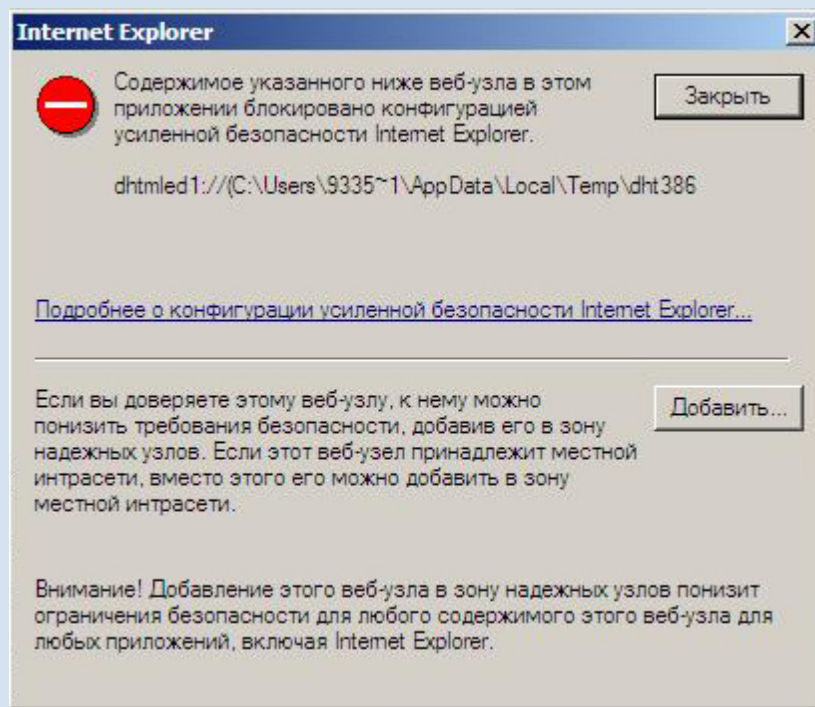 Internet Explorer
Содержимое указанного ниже веб-узла в этом
приложении блокировано конфигурацией
усиленной безопасности Internet Explorer.
Закрыть
dhtmled1://(C:\Users\9335~1\AppData\Local\Temp\dht386
Подробнее о конфигурации усиленной безопасности Internet Explorer...
Если вы доверяете этому веб-узлу, к нему можно
понизить требования безопасности, добавив его в зону
надежных узлов. Если этот веб-узел принадлежит местной
интрасети, вместо этого его можно добавить в зону
местной интрасети.
Добавить...
Внимание! Добавление этого веб-узла в зону надежных узлов понизит
ограничения безопасности для любого содержимого этого веб-узла для
любых приложений, включая Internet Explorer.